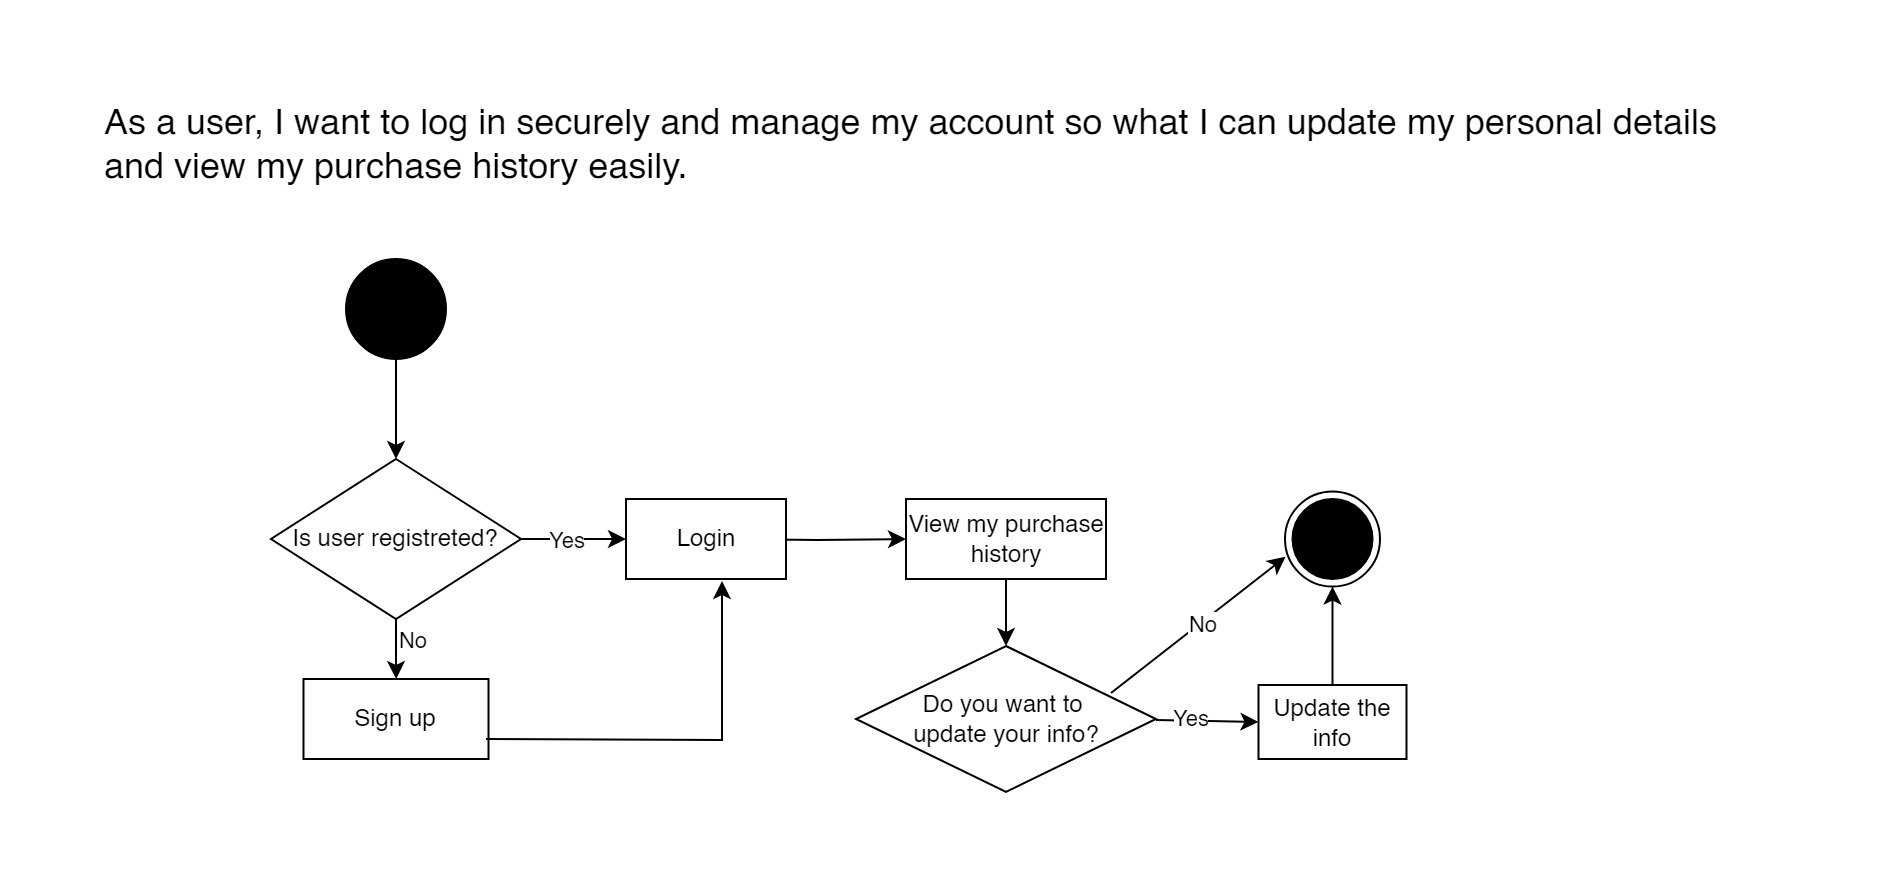 As a user, I want to log in securely and manage my account so what I can update my personal details
and view my purchase history easily.
Is user registreted?
Yes
Login
View my purchase
history
No
No
Sign up
Do you want to
update your info?
Yes
Update the
info